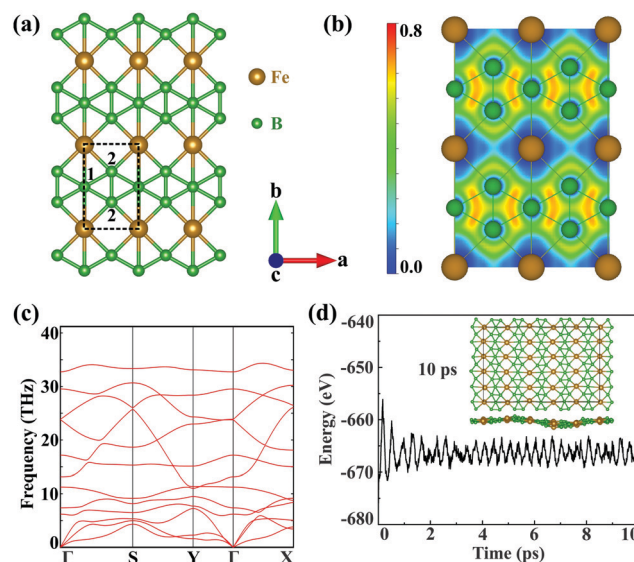 (a)
Fe
B
2
1
2
b
a
c
(b)
0.8
0.0
(c)
Frequency (THz)
40
30
20
10
0
Γ S Y Γ X
(d)
Energy (eV)
-640
-650
-660
-670
-680
10 ps
0 2 4 6 8 10
Time (ps)